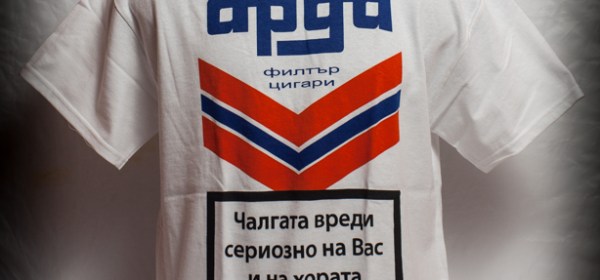 арда
филтър
цигари
Чалгата вреди
сериозно на Вас
и на хората